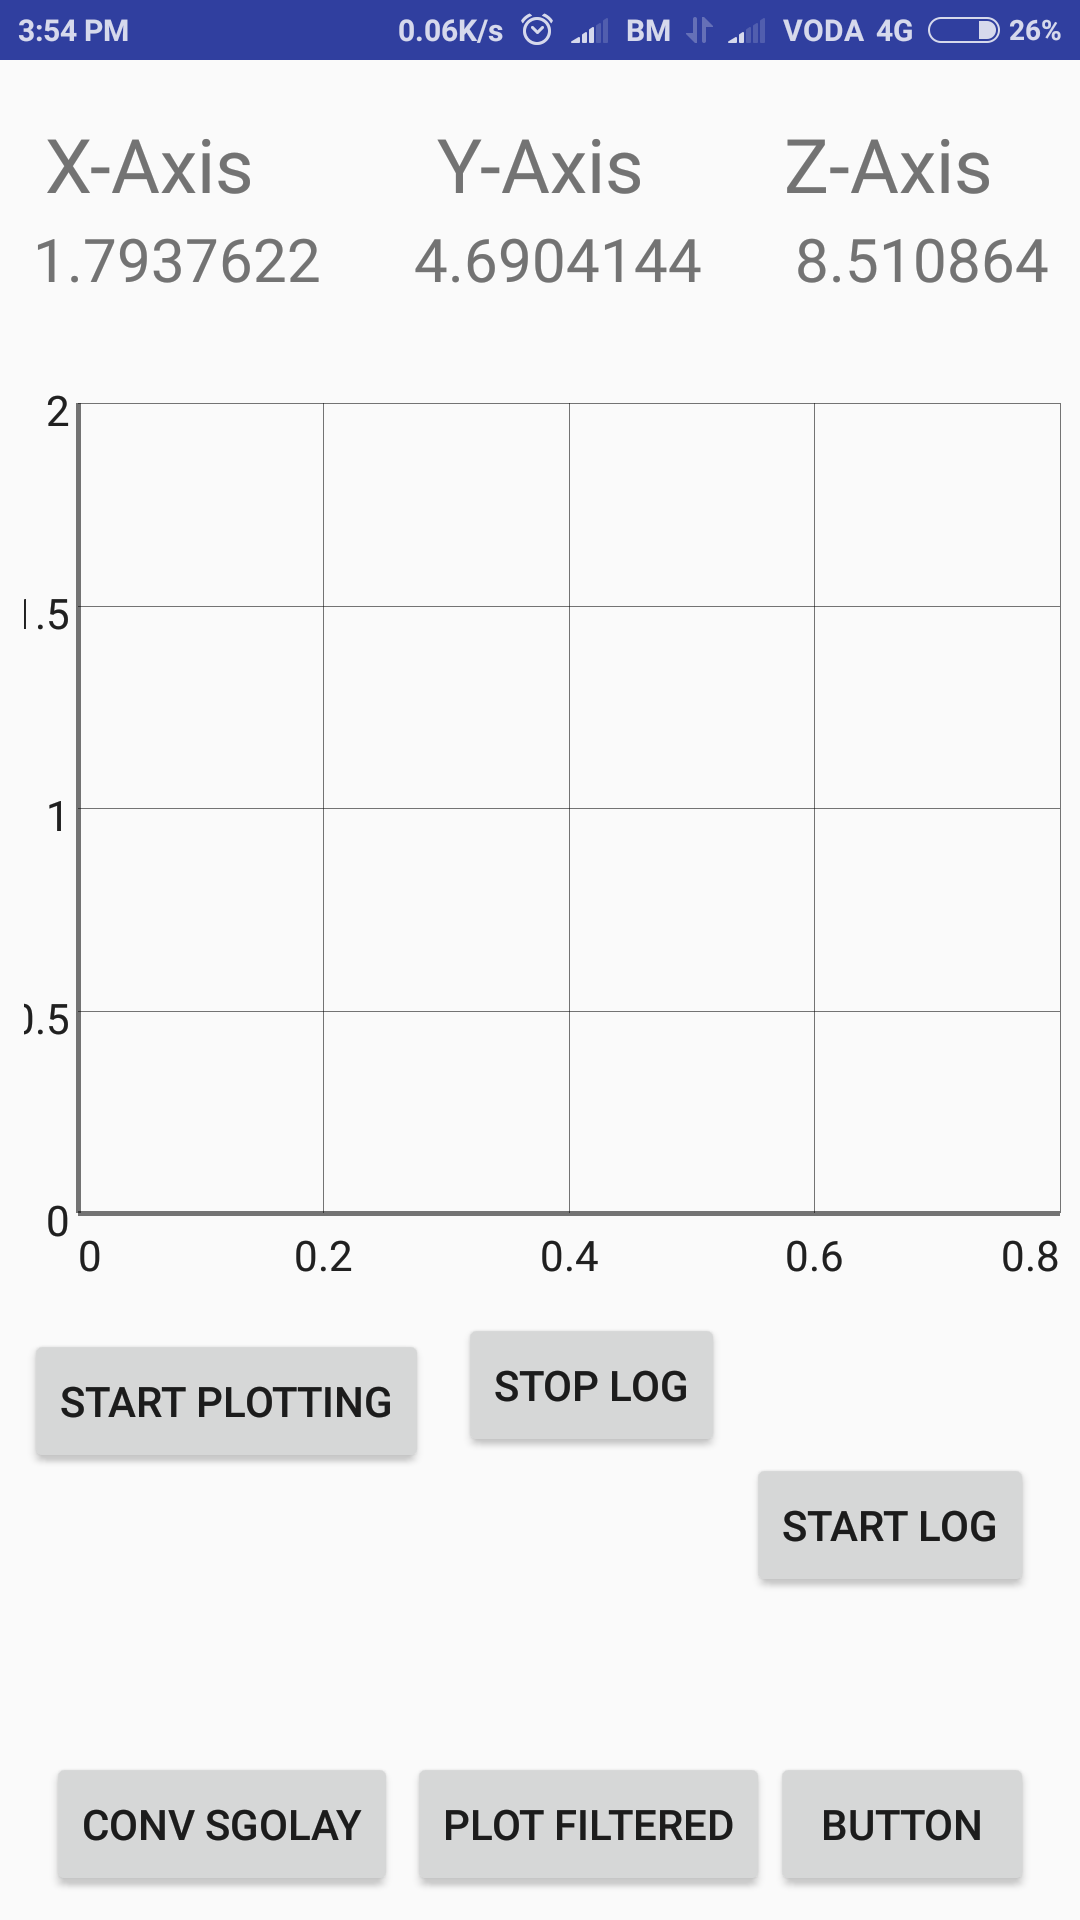 3:54 PM 0.06K/s BM VODA 4G 26%
X-Axis Y-Axis Z-Axis
1.7937622 4.6904144 8.510864
2
1.5
1
0.5
0
0 0.2 0.4 0.6 0.8
START PLOTTING STOP LOG
START LOG
CONV SGOLAY PLOT FILTERED BUTTON